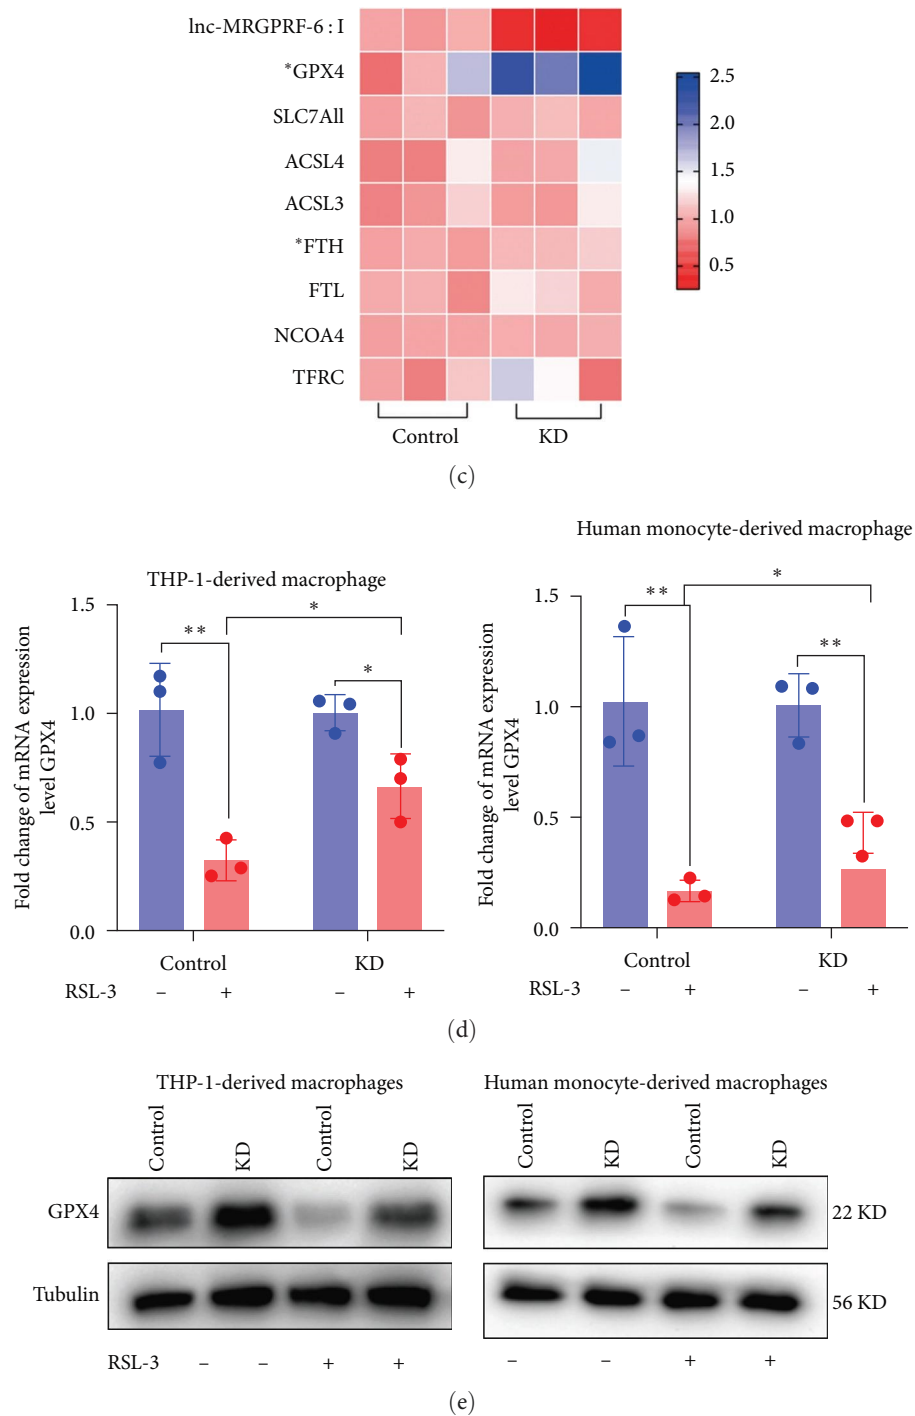 lnc-MRGPRF-6 : I
*GPX4
SLC7All
ACSL4
ACSL3
*FTH
FTL
NCOA4
TFRC
2.5
2.0
1.5
1.0
0.5
Control KD
(c)
THP-1-derived macrophage
Fold change of mRNA expression
level GPX4
1.5
1.0
0.5
0.0
**
*
*
Control KD
RSL-3 – + – +
Human monocyte-derived macrophage
Fold change of mRNA expression
level GPX4
1.5
1.0
0.5
0.0
**
*
**
Control KD
RSL-3 – + – +
(d)
THP-1-derived macrophages
Control KD Control KD
GPX4
Tubulin
RSL-3 – – + +
Human monocyte-derived macrophages
Control KD Control KD
22 KD
56 KD
– – + +
(e)